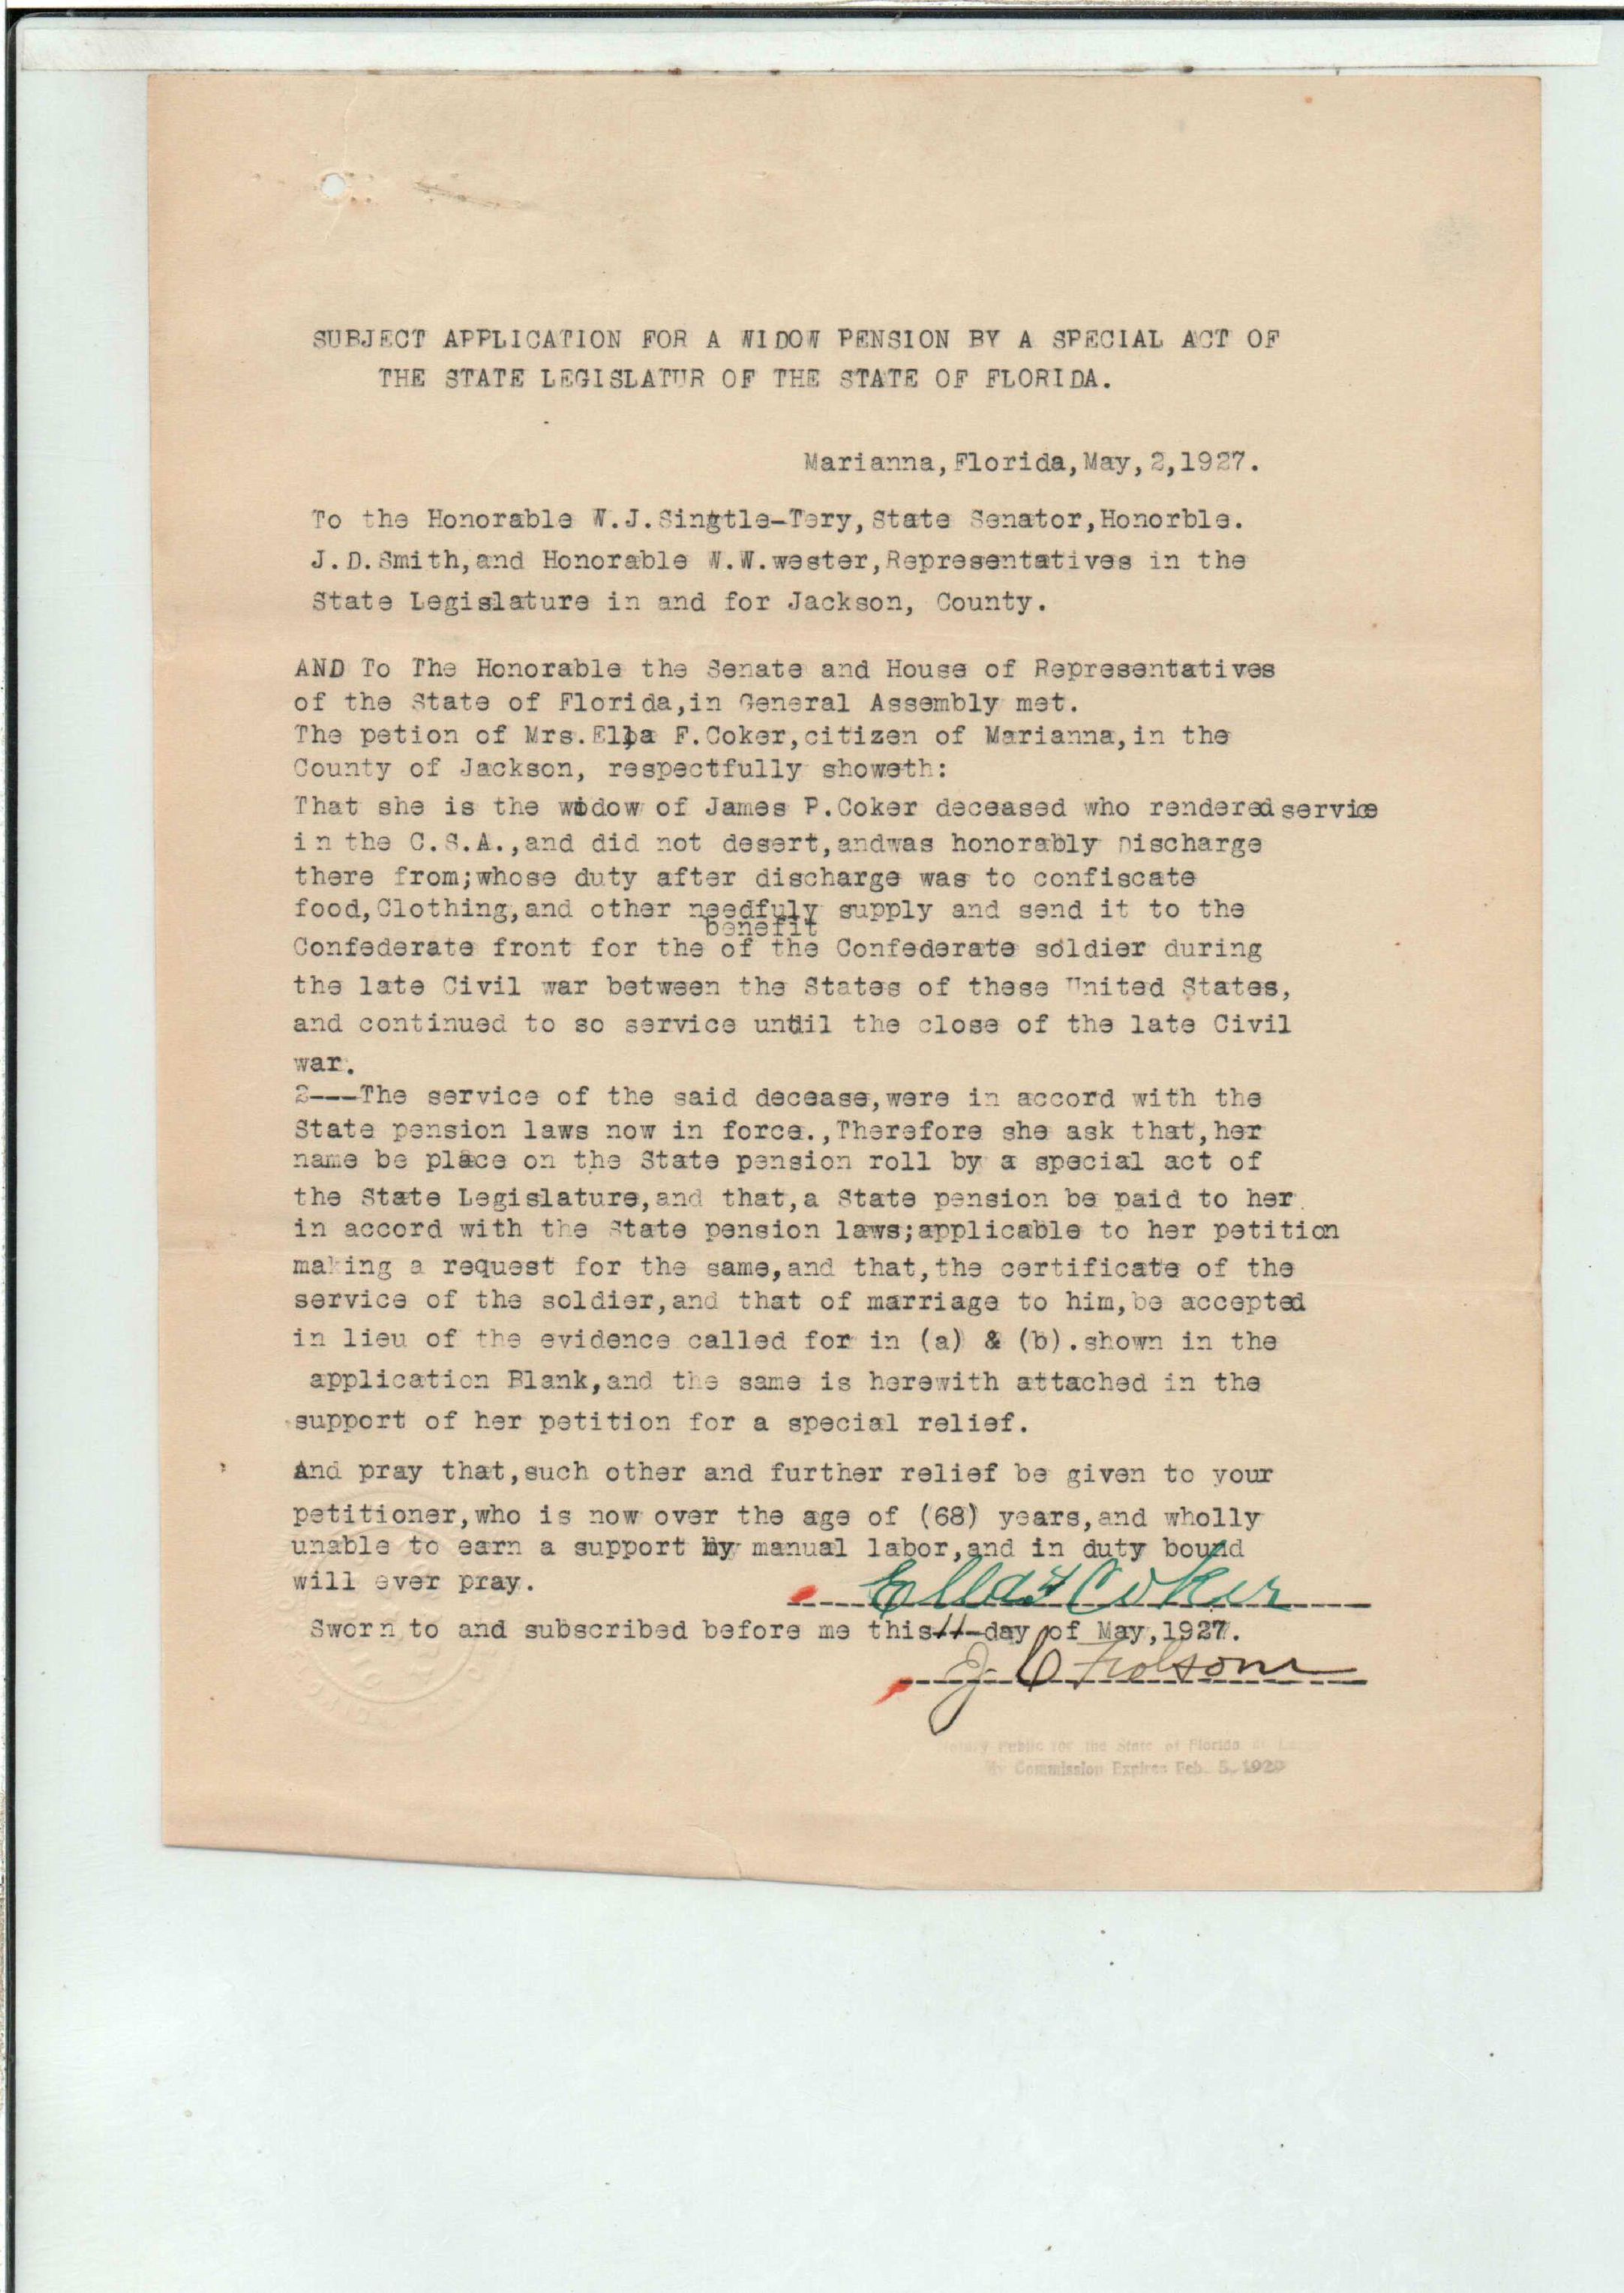 SUBJECT APPLICATION FOR A WIDOW PENSION BY A SPECIAL ACT OF
THE STATE LEGISLATUR OF THE STATE OF FLORIDA.
Marianna,Florida,May,2,1927.
To the Honorable W.J.Singtle-Tery,State Senator,Honorble.
J.D.Smith,and Honorable W.W.wester,Representatives in the
State Legislature in and for Jackson, County.
AND To The Honorable the Senate and House of Representatives
of the State of Florida,in General Assembly met.
The petion of Mrs.Ella F.Coker,citizen of Marianna,in the
County of Jackson, respectfully showeth:
That she is the widow of James P.Coker deceased who rendered service
in the C.S.A.,and did not desert,andwas honorably Discharge
there from;whose duty after discharge was to confiscate
food,Clothing,and other needfuly supply and send it to the
benefit
Confederate front for the of the Confederate soldier during
the late Civil war between the States of these United States,
and continued to so service until the close of the late Civil
war.
2---The service of the said decease,were in accord with the
State pension laws now in force.,Therefore she ask that,her
name be place on the State pension roll by a special act of
the State Legislature,and that,a State pension be paid to her
in accord with the State pension laws;applicable to her petition
making a request for the same,and that,the certificate of the
service of the soldier,and that of marriage to him,be accepted
in lieu of the evidence called for in (a) & (b).shown in the
application Blank,and the same is herewith attached in the
support of her petition for a special relief.
And pray that,such other and further relief be given to your
petitioner,who is now over the age of (68) years,and wholly
unable to earn a support by manual labor,and in duty bound
will ever pray.
Ella F Coker
Sworn to and subscribed before me this 11 day of May,1927.
J C Folsom
Notary Public for the State of Florida at Large
My Commission Expires Feb. 5, 1929